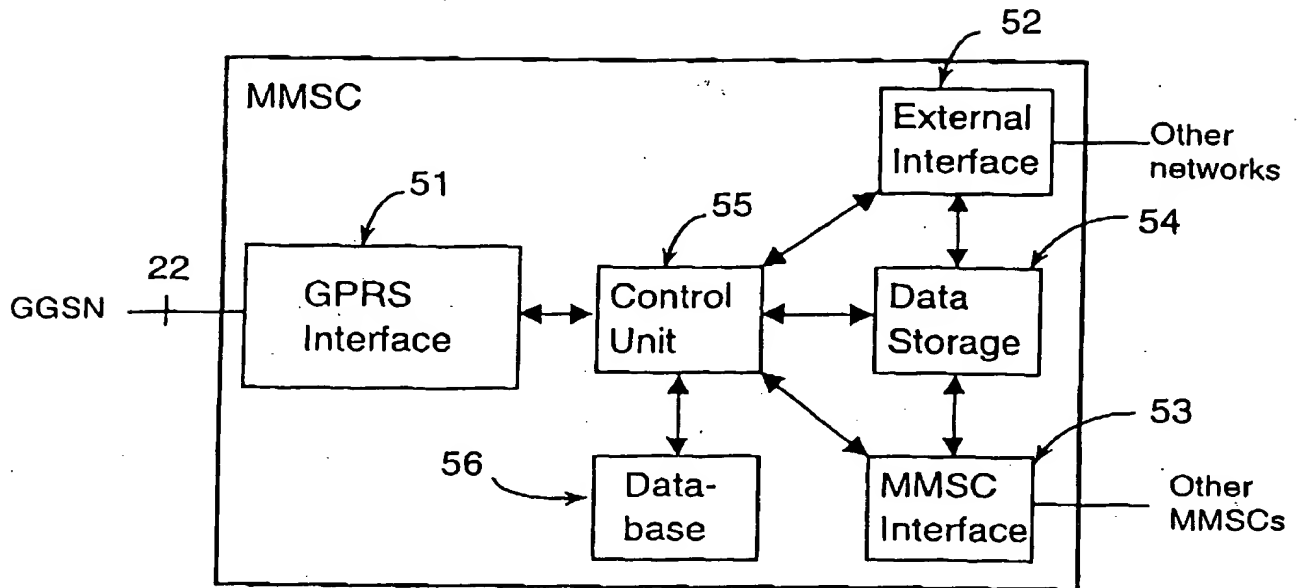 52
MMSC
External
Interface
Other
networks
51
55
54
22
GGSN
GPRS
Interface
Control
Unit
Data
Storage
53
56
Data-
base
MMSC
Interface
Other
MMSCs